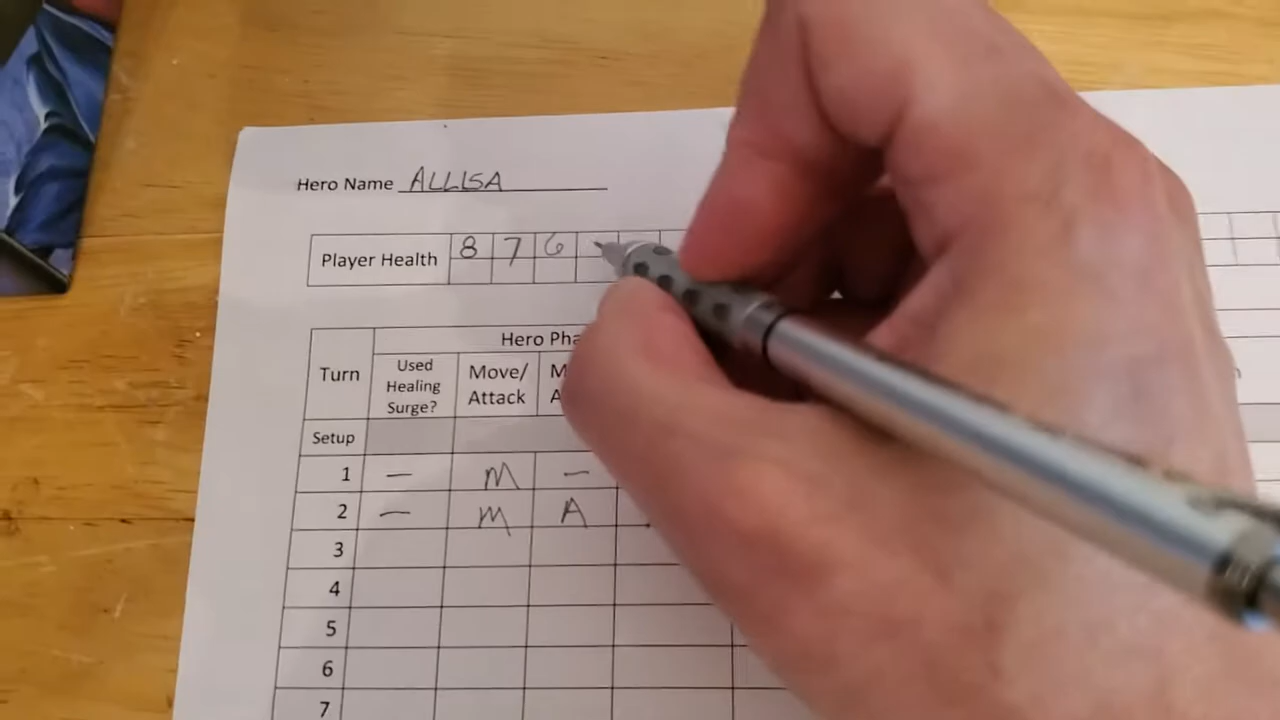 Hero Name ALLISA
Player Health 8 7 6
Hero Pha
Turn Used Healing Surge? Move/ Attack M A
Setup
1 — M —
2 — M A
3
4
5
6
7